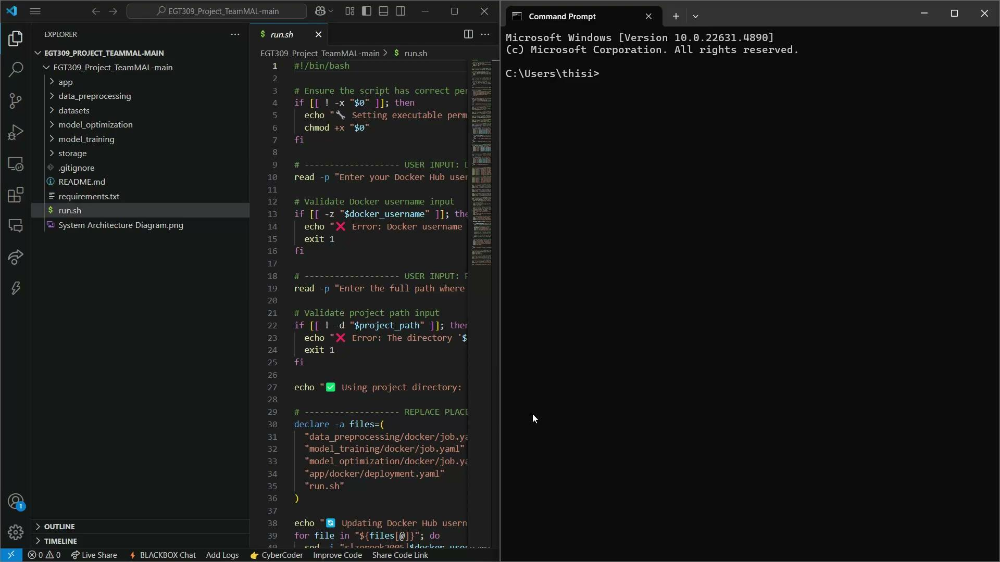 EGT309_Project_TeamMAL-main
EXPLORER
EGT309_PROJECT_TEAMMAL-MAIN
EGT309_Project_TeamMAL-main
app
data_preprocessing
datasets
model_optimization
model_training
storage
.gitignore
README.md
requirements.txt
run.sh
System Architecture Diagram.png
OUTLINE
TIMELINE
$ run.sh
EGT309_Project_TeamMAL-main > $ run.sh
1 #!/bin/bash
2
3 # Ensure the script has correct per
4 if [[ ! -x "$0" ]]; then
5 echo "🔧 Setting executable perm
6 chmod +x "$0"
7 fi
8
9 # ------------------- USER INPUT: D
10 read -p "Enter your Docker Hub user
11
12 # Validate Docker username input
13 if [[ -z "$docker_username" ]]; the
14 echo "❌ Error: Docker username
15 exit 1
16 fi
17
18 # ------------------- USER INPUT: P
19 read -p "Enter the full path where
20
21 # Validate project path input
22 if [[ ! -d "$project_path" ]]; then
23 echo "❌ Error: The directory '$
24 exit 1
25 fi
26
27 echo "✅ Using project directory:
28
29 # ------------------- REPLACE PLACE
30 declare -a files=(
31 "data_preprocessing/docker/job.ya
32 "model_training/docker/job.yaml"
33 "model_optimization/docker/job.ya
34 "app/docker/deployment.yaml"
35 "run.sh"
36 )
37
38 echo "🔄 Updating Docker Hub usern
39 for file in "${files[@]}"; do
1
0 0 Live Share BLACKBOX Chat Add Logs 👉 CyberCoder Improve Code Share Code Link
Command Prompt
Microsoft Windows [Version 10.0.22631.4890]
(c) Microsoft Corporation. All rights reserved.
C:\Users\thisi>